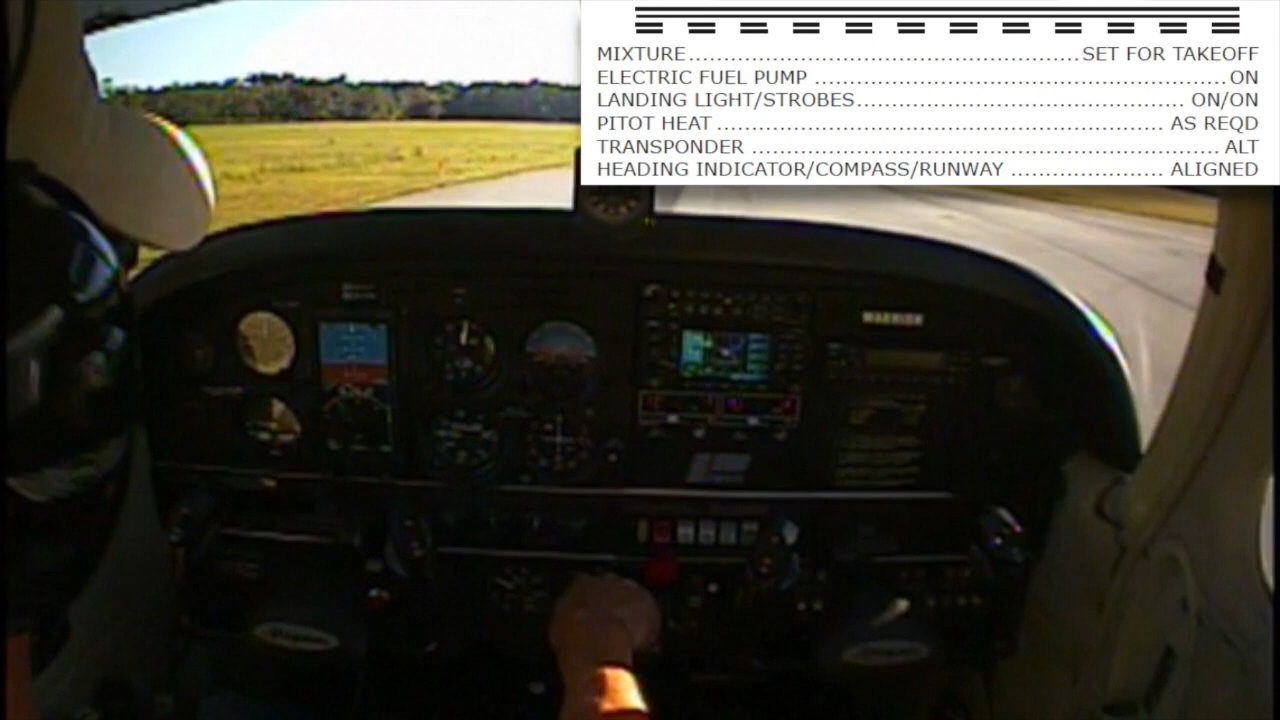 MIXTURE SET FOR TAKEOFF
ELECTRIC FUEL PUMP ON
LANDING LIGHT/STROBES ON/ON
PITOT HEAT AS REQD
TRANSPONDER ALT
HEADING INDICATOR/COMPASS/RUNWAY ALIGNED
WARRIOR